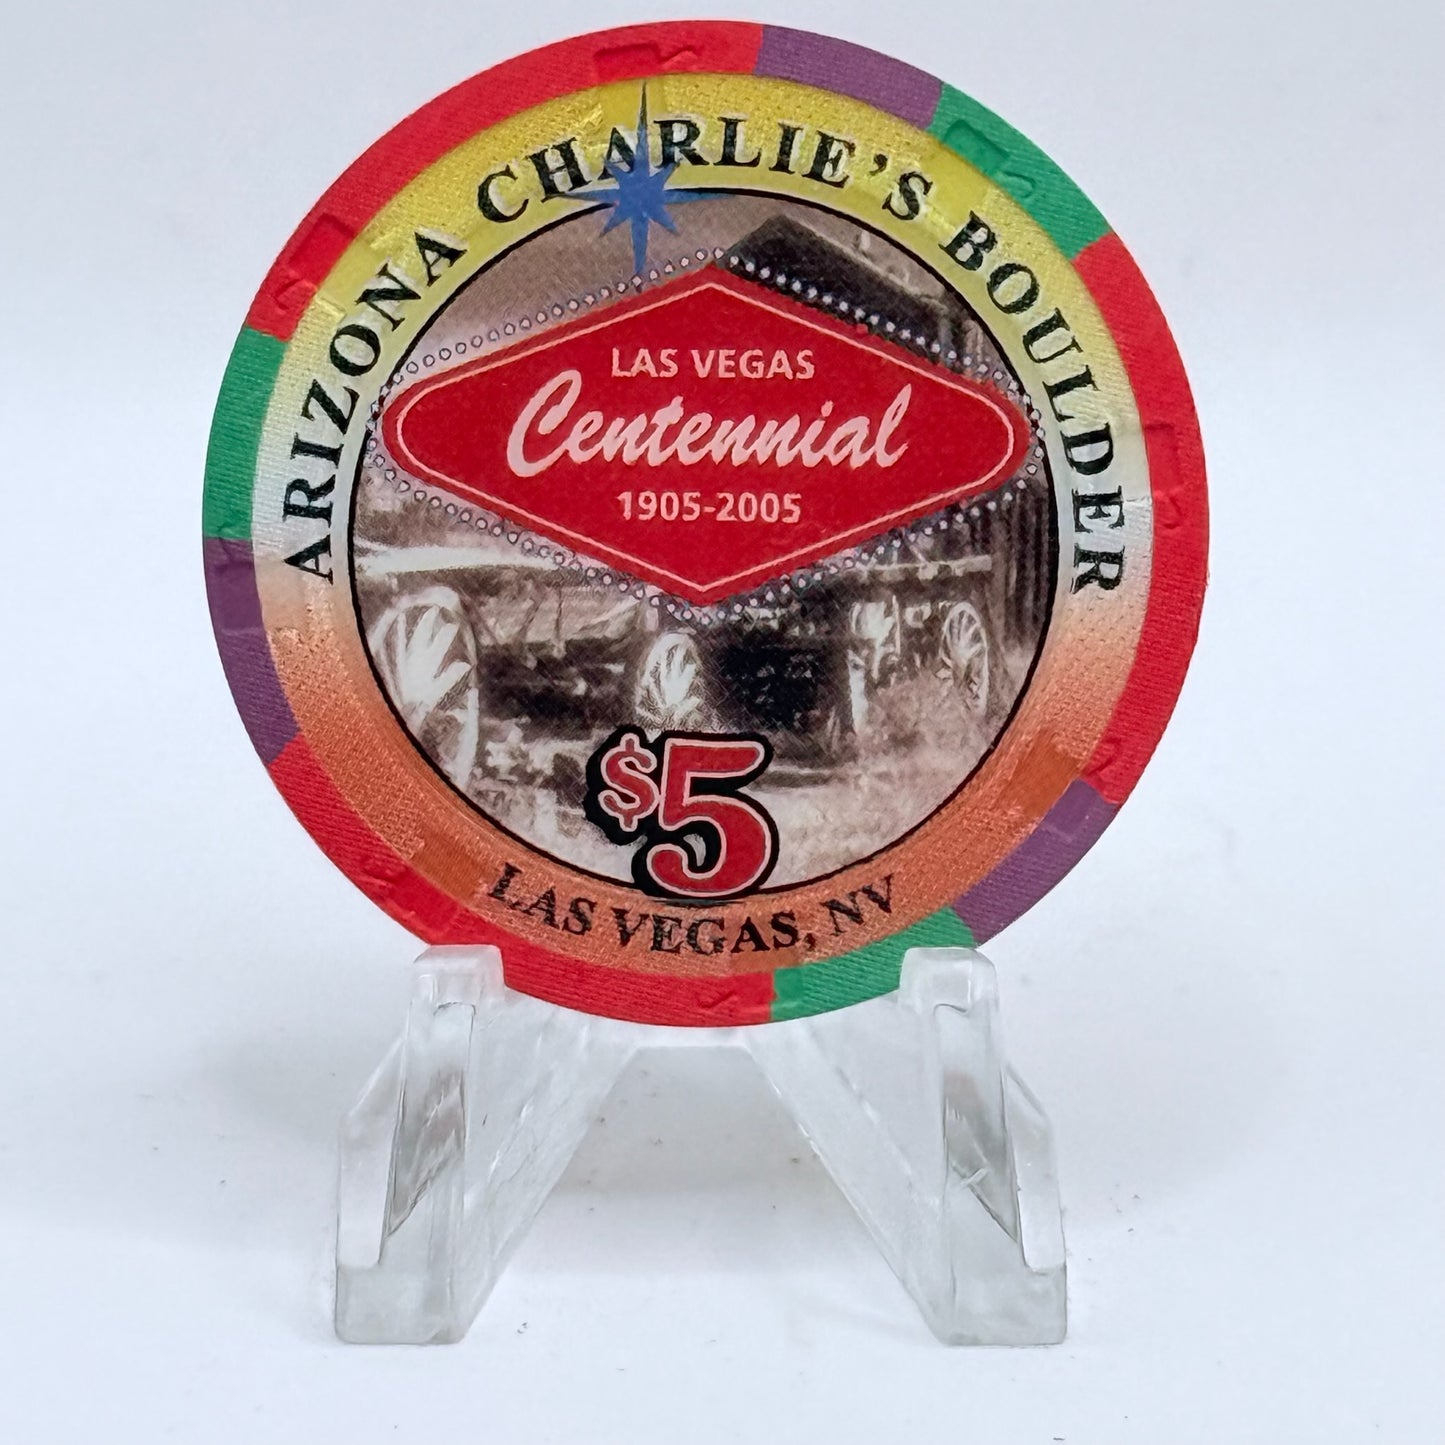 ARIZONA CHARLIE'S BOULDER
LAS VEGAS
Centennial
1905-2005
$5
LAS VEGAS, NV